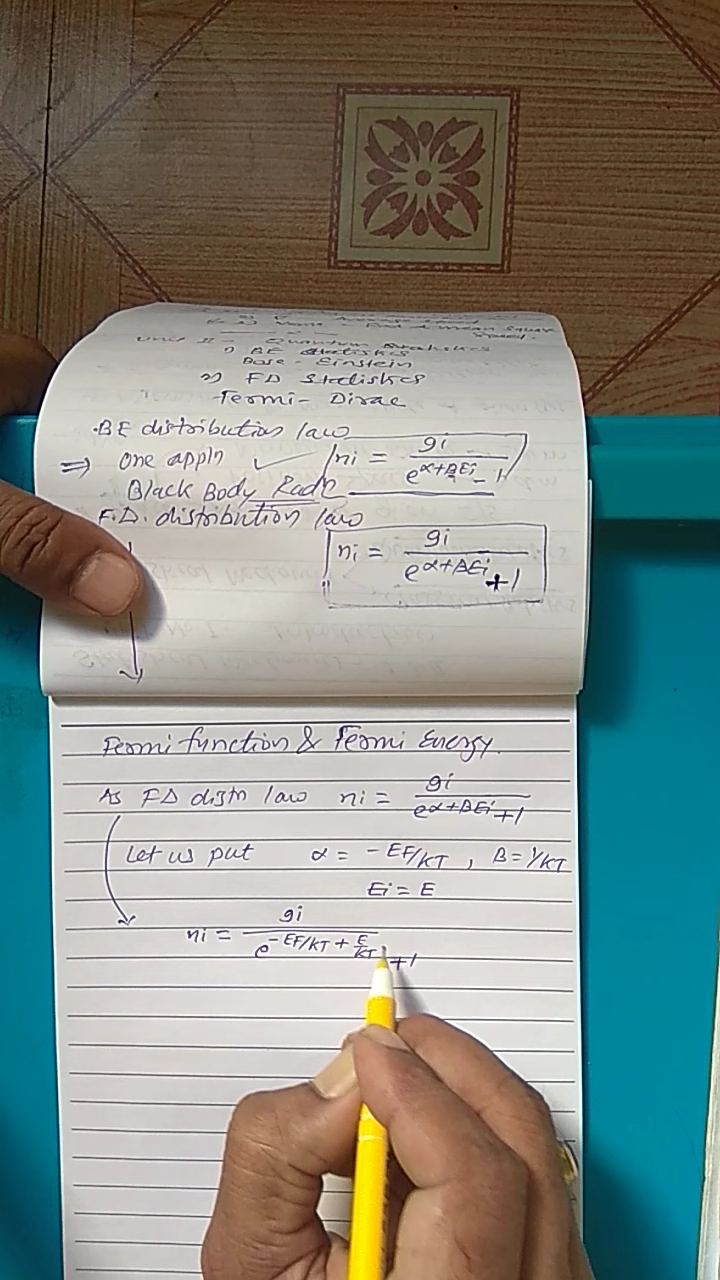 Unit II - Quantum Statistics
1) BE Statistics
Bose - Einstein
2) FD Statistics
Fermi - Dirac
BE distribution law
⇒ One appln ✓ ni = gi / e^α+βEi - 1
Black Body Radn
F.D. distribution law
ni = gi / e^α+βEi + 1
Fermi function & Fermi Energy.
As FD distn law ni = gi / e^α+βEi + 1
Let us put α = - EF/KT , β = 1/KT
Ei = E
ni = gi / e^- EF/KT + E/KT + 1